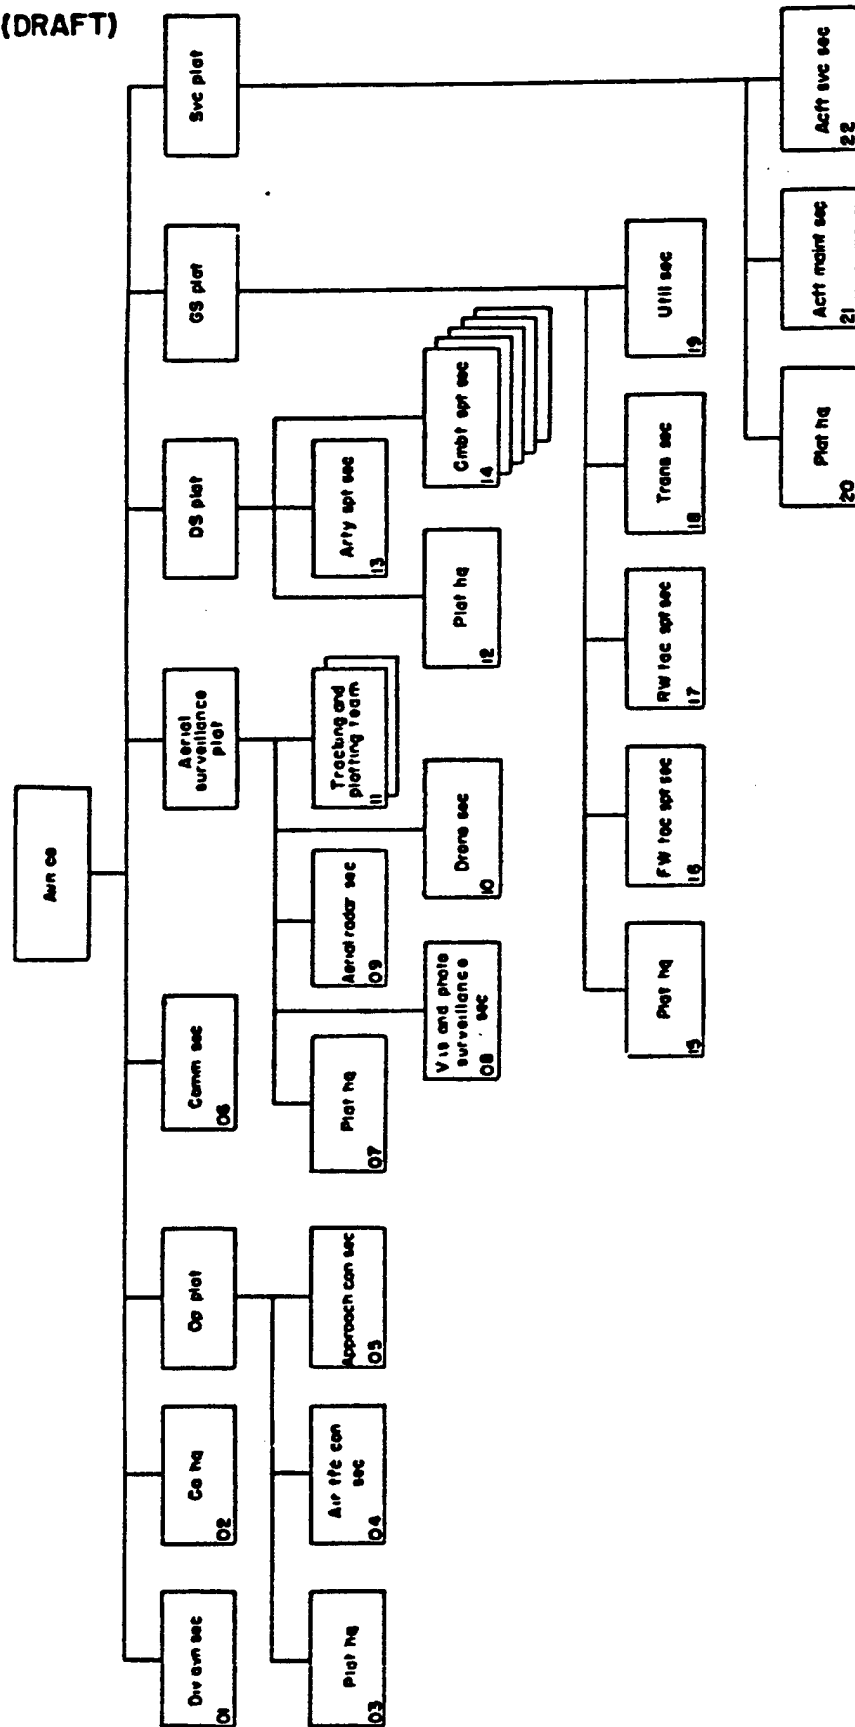 (DRAFT)
Avn co
Div avn sec
01
Co hq
02
Op plat
Comm sec
06
Aerial
surveillance
plat
DS plat
GS plat
Svc plat
Plat hq
03
Air tfc con
sec
04
Approach con sec
05
Plat hq
07
Vis and photo
surveillance
sec
08
Aerial radar sec
09
Drone sec
10
Tracking and
plotting team
11
Plat hq
12
Arty spt sec
13
Cmbt spt sec
14
Plat hq
15
FW tac spt sec
16
RW tac spt sec
17
Trans sec
18
Util sec
19
Plat hq
20
Acft maint sec
21
Acft svc sec
22